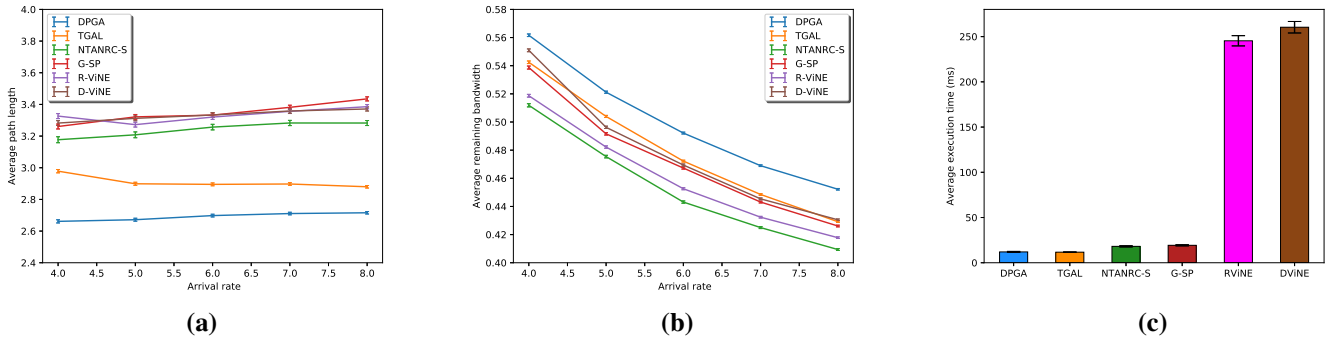 4.0
3.8
3.6
3.4
3.2
3.0
2.8
2.6
2.4
Average path length
DPGA
TGAL
NTANRC-S
G-SP
R-ViNE
D-ViNE
4.0 4.5 5.0 5.5 6.0 6.5 7.0 7.5 8.0
Arrival rate
(a)
0.58
0.56
0.54
0.52
0.50
0.48
0.46
0.44
0.42
0.40
Average remaining bandwidth
DPGA
TGAL
NTANRC-S
G-SP
R-ViNE
D-ViNE
4.0 4.5 5.0 5.5 6.0 6.5 7.0 7.5 8.0
Arrival rate
(b)
250
200
150
100
50
0
Average execution time (ms)
DPGA TGAL NTANRC-S G-SP RViNE DViNE
(c)